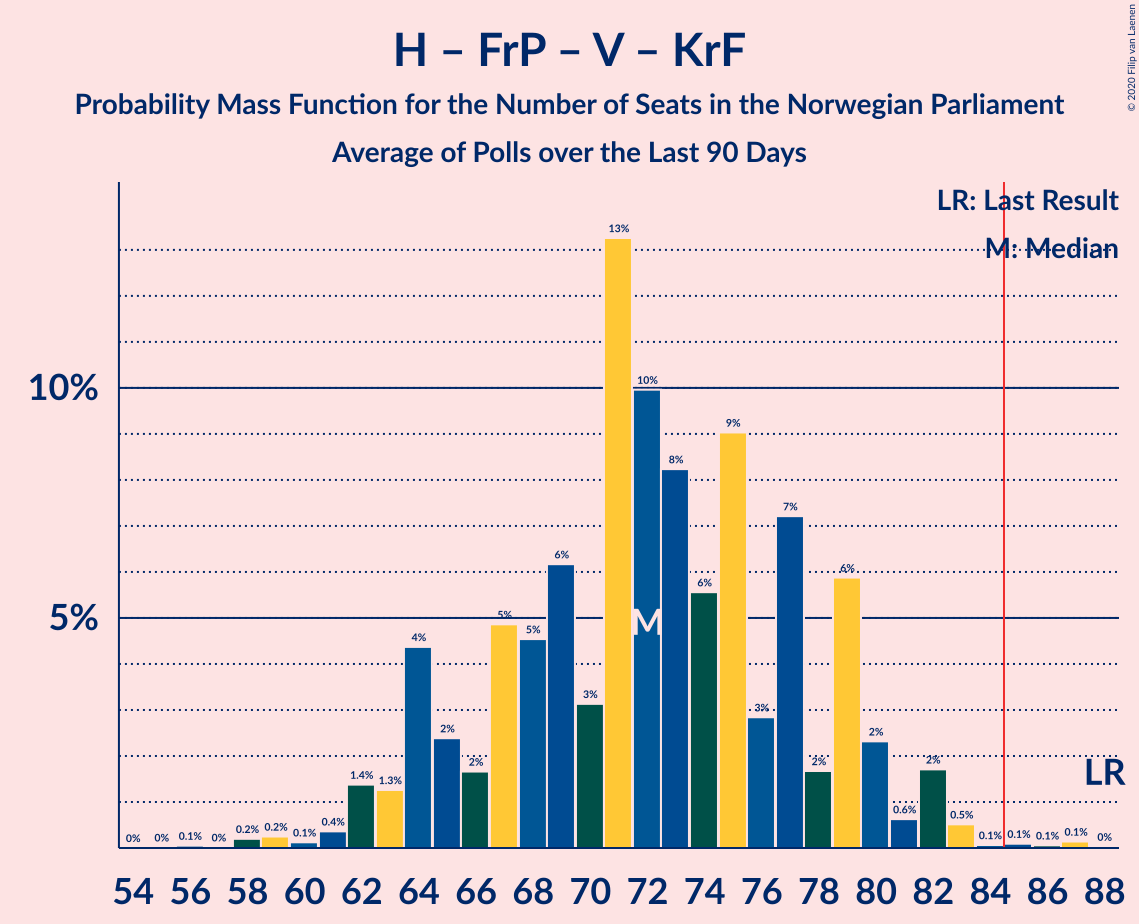 H – FrP – V – KrF
Probability Mass Function for the Number of Seats in the Norwegian Parliament
Average of Polls over the Last 90 Days
© 2020 Filip van Laenen
LR: Last Result
M: Median
10%
5%
0% 0% 0.1% 0% 0.2% 0.2% 0.1% 0.4% 1.4% 1.3% 4% 2% 2% 5% 5% 6% 3% 13% 10% 8% 6% 9% 3% 7% 2% 6% 2% 0.6% 2% 0.5% 0.1% 0.1% 0.1% 0.1% 0%
M
LR
54 56 58 60 62 64 66 68 70 72 74 76 78 80 82 84 86 88